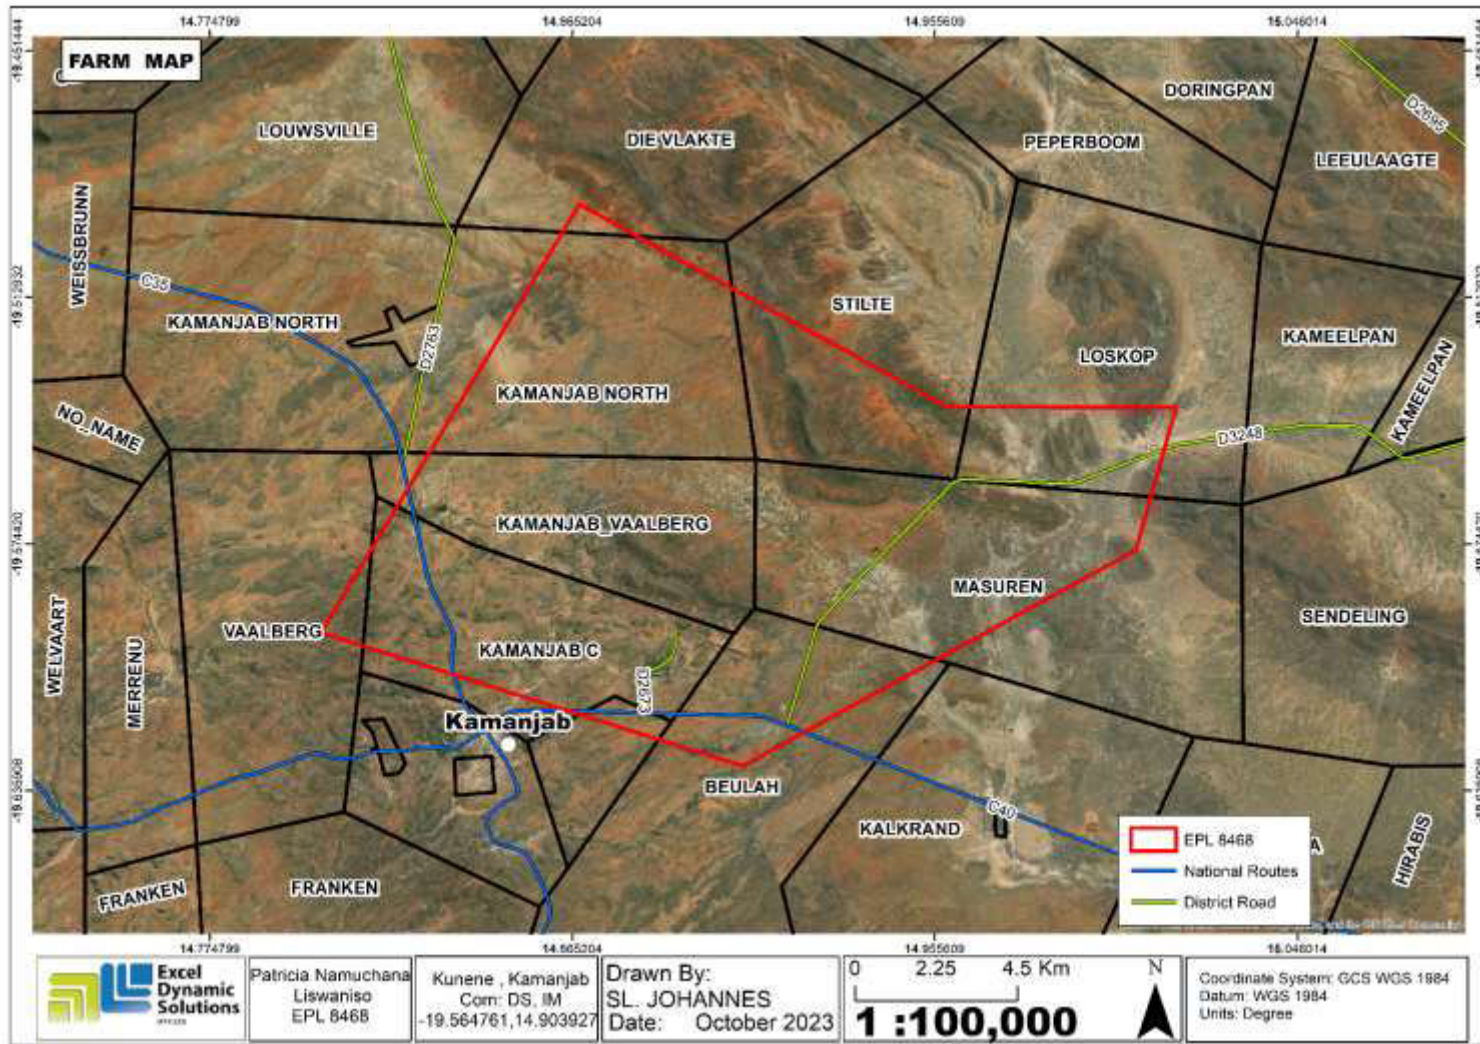 14.774799
14.865204
14.955609
15.046014
FARM MAP
DORINGPAN
D2695
LOUWSVILLE
DIE VLAKTE
PEPERBOOM
LEEULAAGTE
WEISSBRUNN
C35
STILTE
KAMANJAB NORTH
D2763
KAMEELPAN
LOSKOP
KAMEELPAN
KAMANJAB NORTH
NO_NAME
D3248
-19.574420
KAMANJAB_VAALBERG
MASUREN
SENDELING
VAALBERG
KAMANJAB C
WELVAART
MERRENU
D2673
Kamanjab
BEULAH
C40
KALKRAND
HIRABIS
FRANKEN
FRANKEN
EPL 8468
National Routes
District Road
14.774799
14.865204
14.955609
15.046014
Excel
Dynamic
Solutions
Patricia Namuchana
Liswaniso
EPL 8468
Kunene , Kamanjab
Com: DS, IM
-19.564761,14.903927
Drawn By:
SL. JOHANNES
Date: October 2023
0 2.25 4.5 Km
1 :100,000
N
Coordinate System: GCS WGS 1984
Datum: WGS 1984
Units: Degree